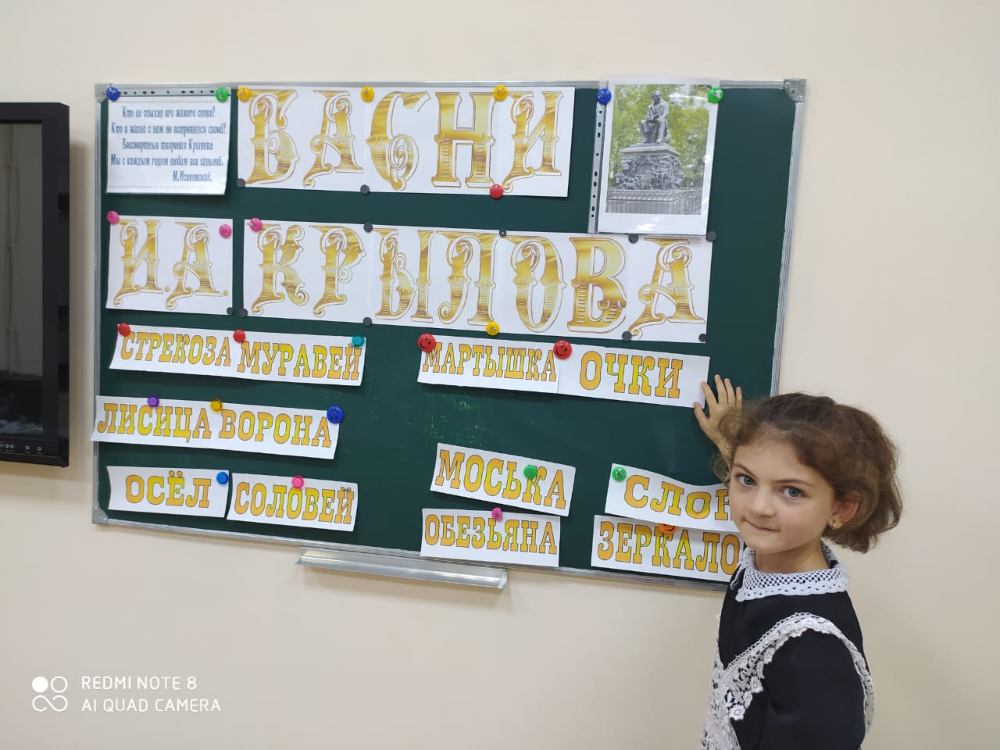 Кто не слыхал его живого слова?
Кто в жизни с ним не встретился своей?
Бессмертные творения Крылова
Мы с каждым годом любим все сильней.
М.Исаковский.
БАСНИ
И.А. КРЫЛОВА
СТРЕКОЗА МУРАВЕЙ
МАРТЫШКА ОЧКИ
ЛИСИЦА ВОРОНА
ОСЁЛ СОЛОВЕЙ
МОСЬКА СЛОН
ОБЕЗЬЯНА ЗЕРКАЛО
REDMI NOTE 8
AI QUAD CAMERA